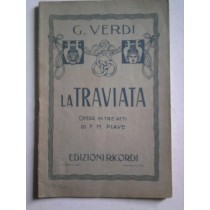 G. VERDI
LA TRAVIATA
OPERA IN TRE ATTI
DI F. M. PIAVE
EDIZIONI RICORDI